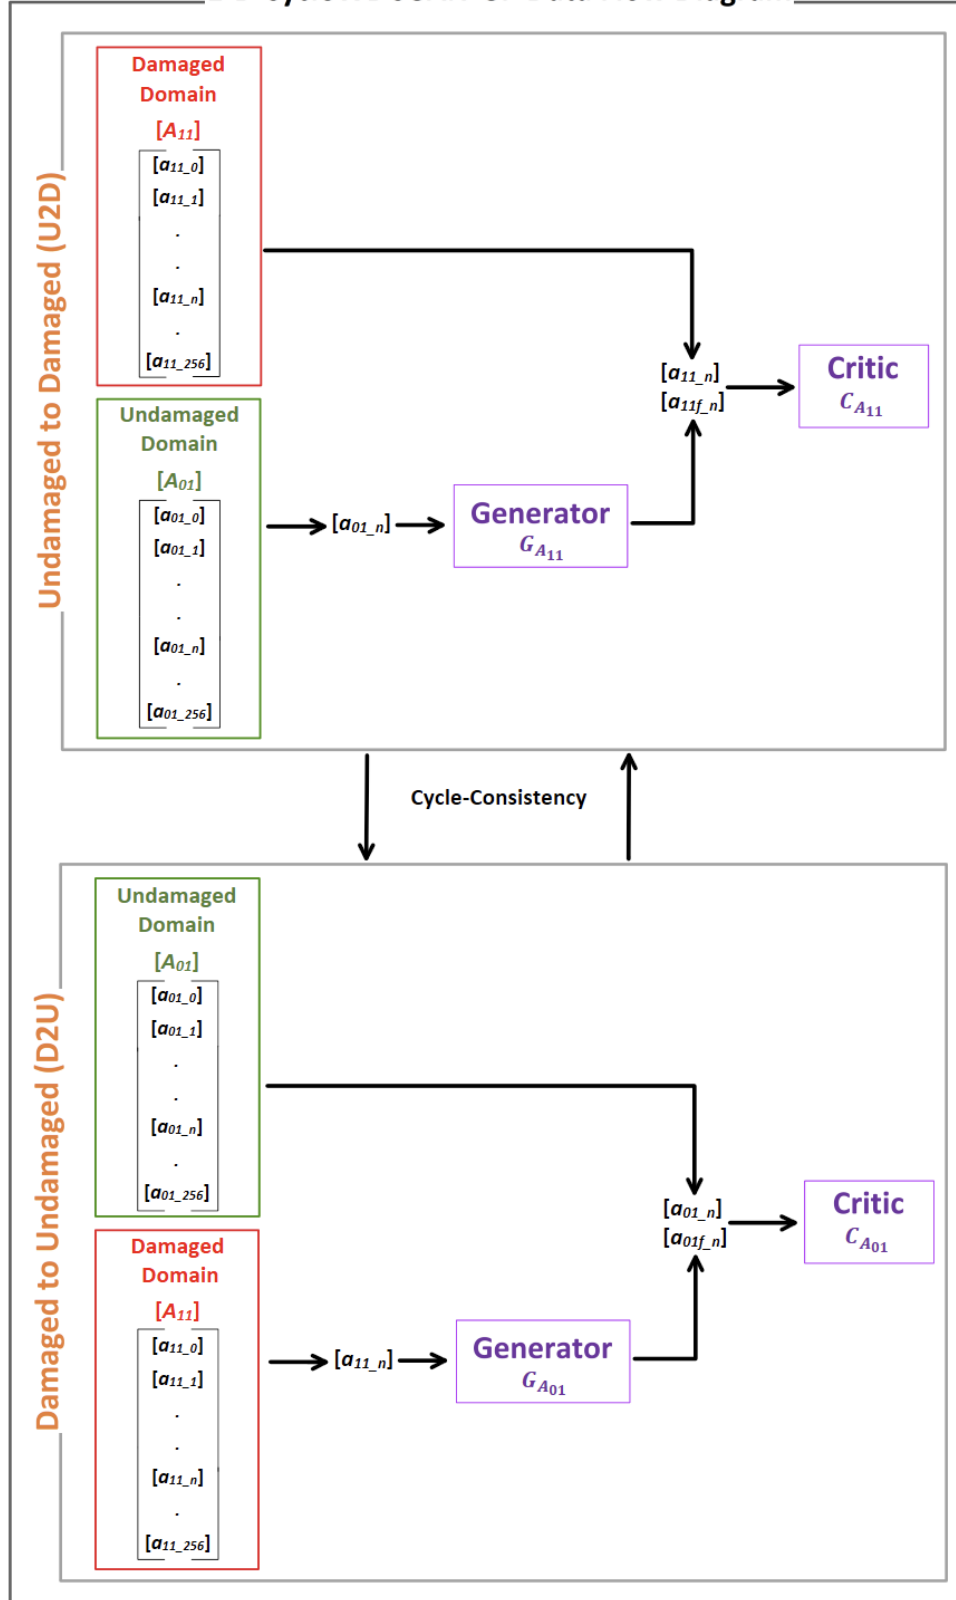 Undamaged to Damaged (U2D)
Damaged
Domain
[A11]
[a11_0]
[a11_1]
.
.
[a11_n]
.
[a11_256]
Undamaged
Domain
[A01]
[a01_0]
[a01_1]
.
.
[a01_n]
.
[a01_256]
[a01_n]
Generator
GA11
[a11_n]
[a11f_n]
Critic
CA11
Cycle-Consistency
Damaged to Undamaged (D2U)
Undamaged
Domain
[A01]
[a01_0]
[a01_1]
.
.
[a01_n]
.
[a01_256]
Damaged
Domain
[A11]
[a11_0]
[a11_1]
.
.
[a11_n]
.
[a11_256]
[a11_n]
Generator
GA01
[a01_n]
[a01f_n]
Critic
CA01